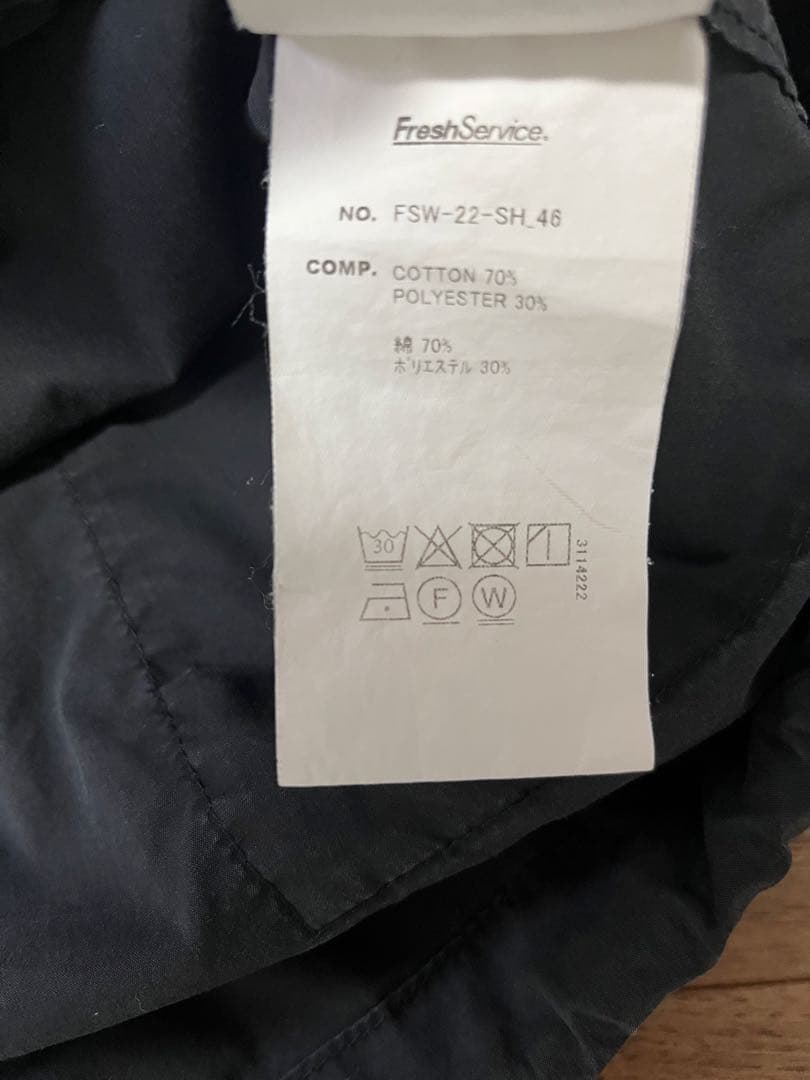 FreshService.
NO. FSW-22-SH_46
COMP. COTTON 70%
POLYESTER 30%
綿 70%
ポリエステル 30%
30
F W
3114222